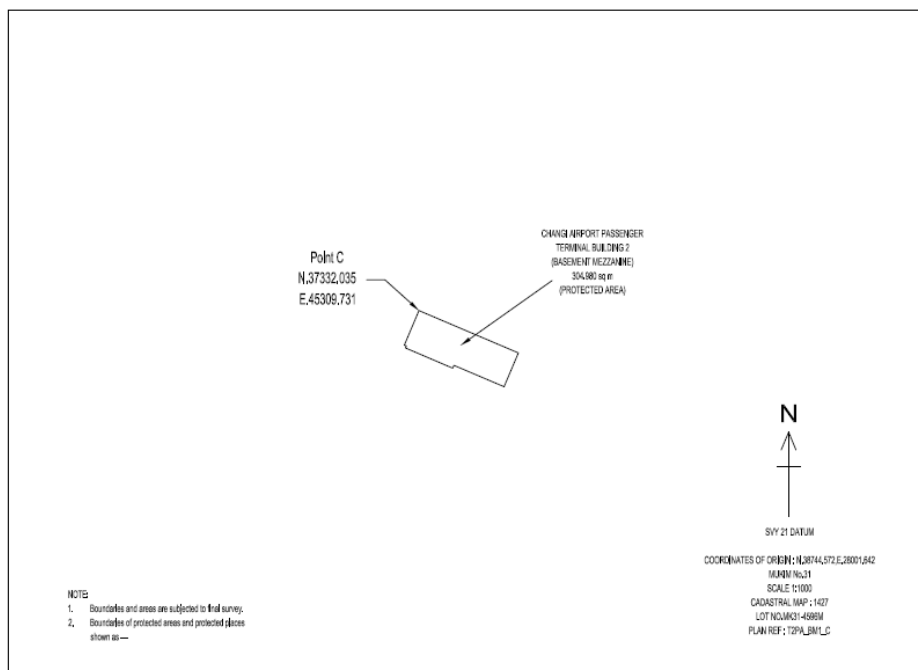 CHANGI AIRPORT PASSENGER
TERMINAL BUILDING 2
(BASEMENT MEZZANINE)
304.980 sq m
(PROTECTED AREA)
Point C
N.37332.035
E.45309.731
N
SVY 21 DATUM
COORDINATES OF ORIGIN : N.38744.572,E.28001.642
MUKIM No.31
SCALE 1:1000
CADASTRAL MAP : 1427
LOT NO.MK31-4596M
PLAN REF : T2PA_BM1_C
NOTE:
1. Boundaries and areas are subjected to final survey.
2. Boundaries of protected areas and protected places
shown as —